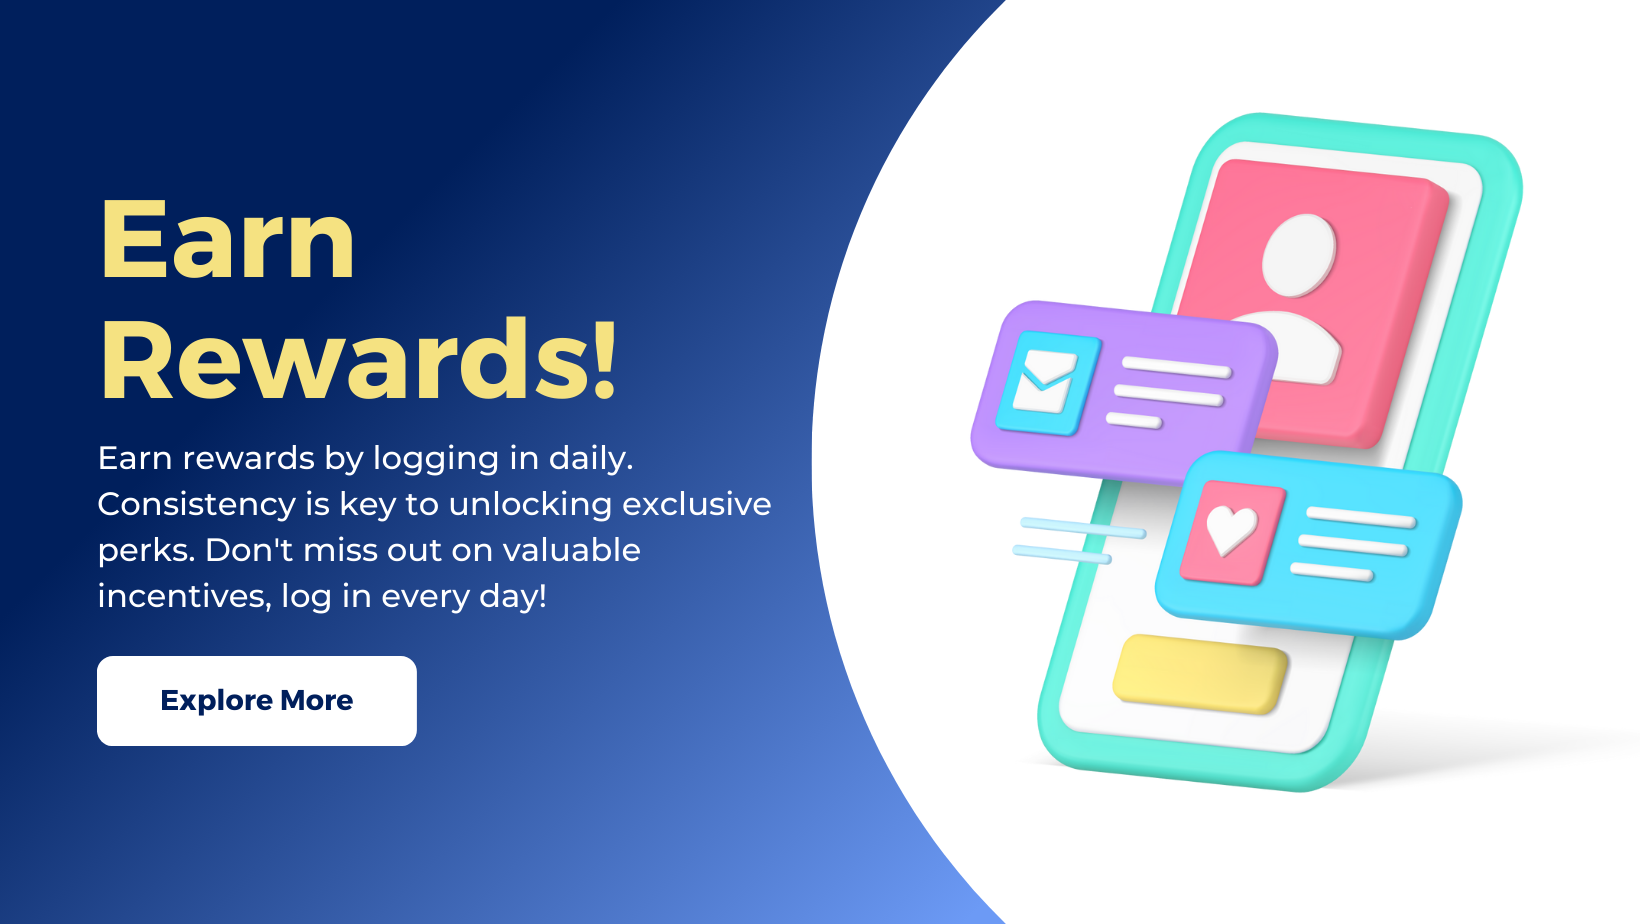 Earn
Rewards!
Earn rewards by logging in daily.
Consistency is key to unlocking exclusive
perks. Don't miss out on valuable
incentives, log in every day!
Explore More